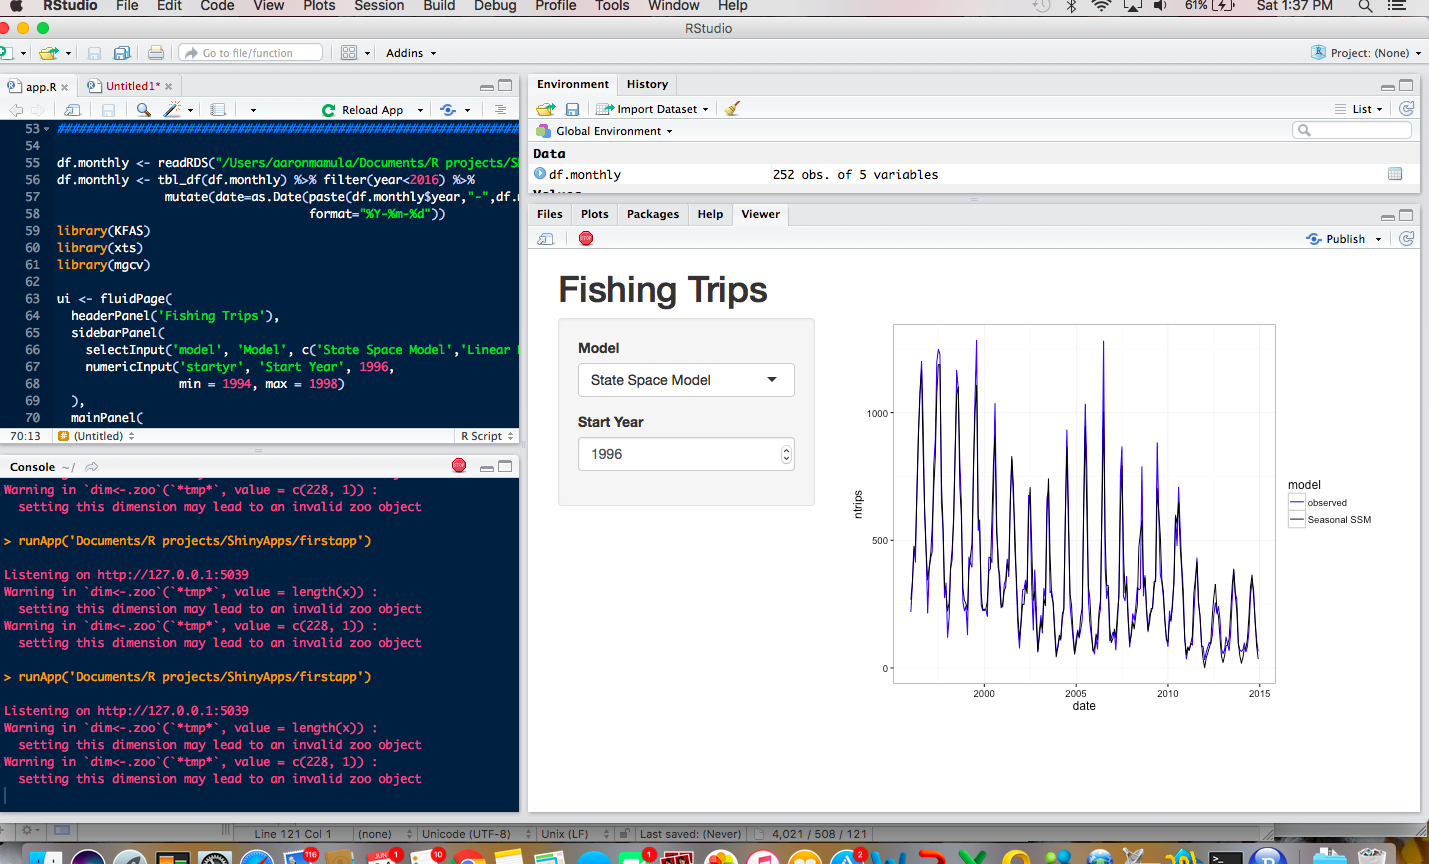 RStudio File Edit Code View Plots Session Build Debug Profile Tools Window Help 61% Sat 1:37 PM
RStudio
Go to file/function Addins Project: (None)
app.R Untitled1*
Reload App
53 ################################################################
54
55 df.monthly <- readRDS("/Users/aaronmamula/Documents/R projects/S
56 df.monthly <- tbl_df(df.monthly) %>% filter(year<2016) %>%
57 mutate(date=as.Date(paste(df.monthly$year,"-",df.
58 format="%Y-%m-%d"))
59 library(KFAS)
60 library(xts)
61 library(mgcv)
62
63 ui <- fluidPage(
64 headerPanel('Fishing Trips'),
65 sidebarPanel(
66 selectInput('model', 'Model', c('State Space Model','Linear
67 numericInput('startyr', 'Start Year', 1996,
68 min = 1994, max = 1998)
69 ),
70 mainPanel(
70:13 (Untitled) R Script
Console ~/
Warning in `dim<-.zoo`(`*tmp*`, value = c(228, 1)) :
setting this dimension may lead to an invalid zoo object
> runApp('Documents/R projects/ShinyApps/firstapp')
Listening on http://127.0.0.1:5039
Warning in `dim<-.zoo`(`*tmp*`, value = length(x)) :
setting this dimension may lead to an invalid zoo object
Warning in `dim<-.zoo`(`*tmp*`, value = c(228, 1)) :
setting this dimension may lead to an invalid zoo object
> runApp('Documents/R projects/ShinyApps/firstapp')
Listening on http://127.0.0.1:5039
Warning in `dim<-.zoo`(`*tmp*`, value = length(x)) :
setting this dimension may lead to an invalid zoo object
Warning in `dim<-.zoo`(`*tmp*`, value = c(228, 1)) :
setting this dimension may lead to an invalid zoo object
Environment History
Import Dataset List
Global Environment
Data
df.monthly 252 obs. of 5 variables
Values
Files Plots Packages Help Viewer
STOP Publish
Fishing Trips
Model
State Space Model
Start Year
1996
1000
500
0
ntrips
2000 2005 2010 2015
date
model
observed
Seasonal SSM
Line 121 Col 1 (none) Unicode (UTF-8) Unix (LF) Last saved: (Never) 4,021 / 508 / 121
116 JUN 1 10 1 2